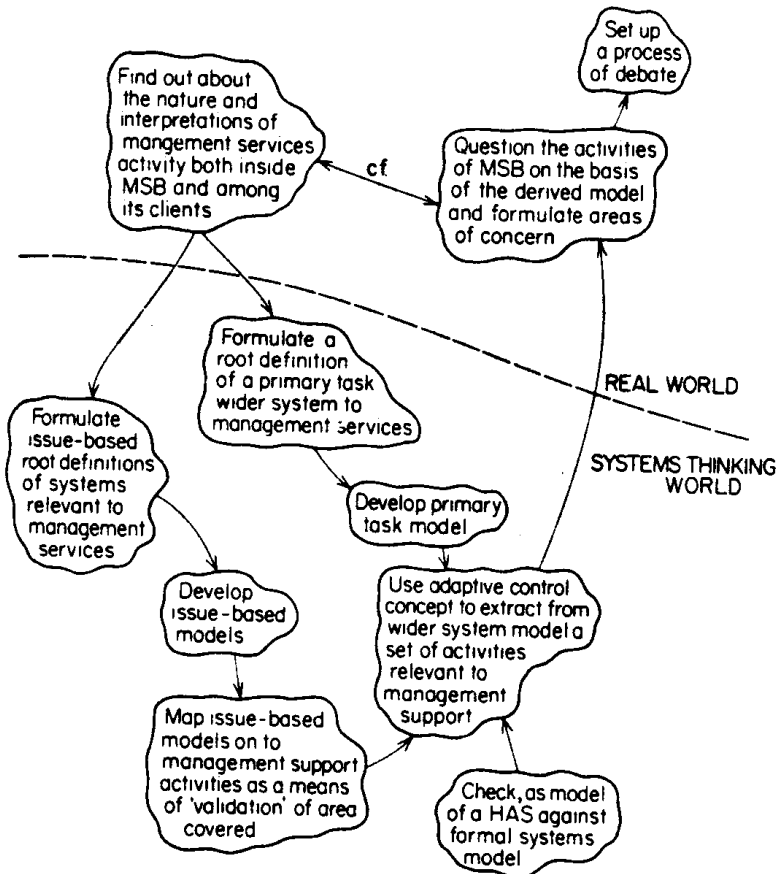 Set up
a process
of debate
Find out about
the nature and
interpretations of
mangement services
activity both inside
MSB and among
its clients
cf.
Question the activities
of MSB on the basis
of the derived model
and formulate areas
of concern
Formulate a
root definition
of a primary task
wider system to
management services
REAL WORLD
SYSTEMS THINKING
WORLD
Formulate
issue-based
root definitions
of systems
relevant to
management
services
Develop primary
task model
Develop
issue-based
models
Use adaptive control
concept to extract from
wider system model a
set of activities
relevant to
management
support
Map issue-based
models on to
management support
activities as a means
of 'validation' of area
covered
Check, as model
of a HAS against
formal systems
model